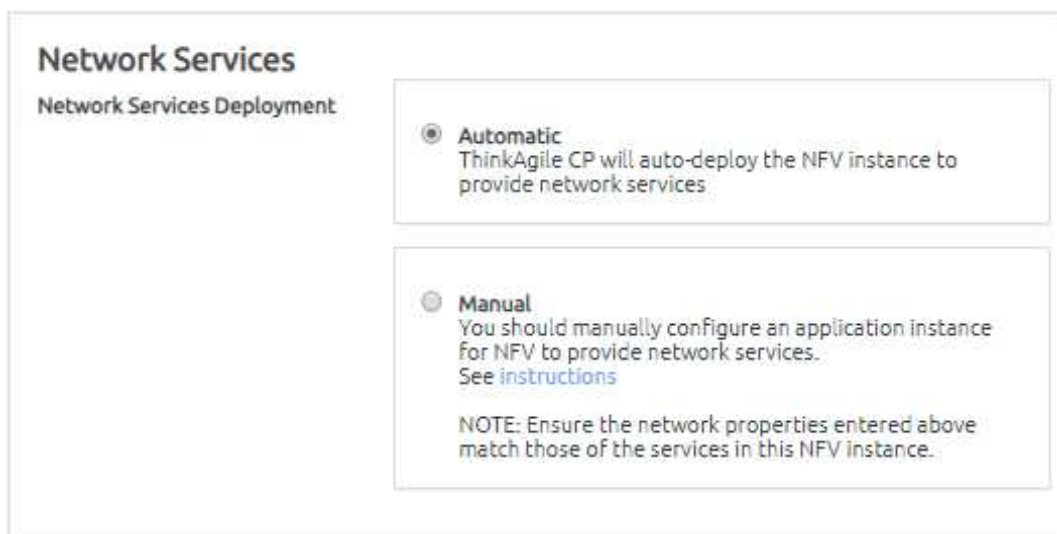 Network Services
Network Services Deployment
Automatic
ThinkAgile CP will auto-deploy the NFV instance to
provide network services
Manual
You should manually configure an application instance
for NFV to provide network services.
See instructions
NOTE: Ensure the network properties entered above
match those of the services in this NFV instance.